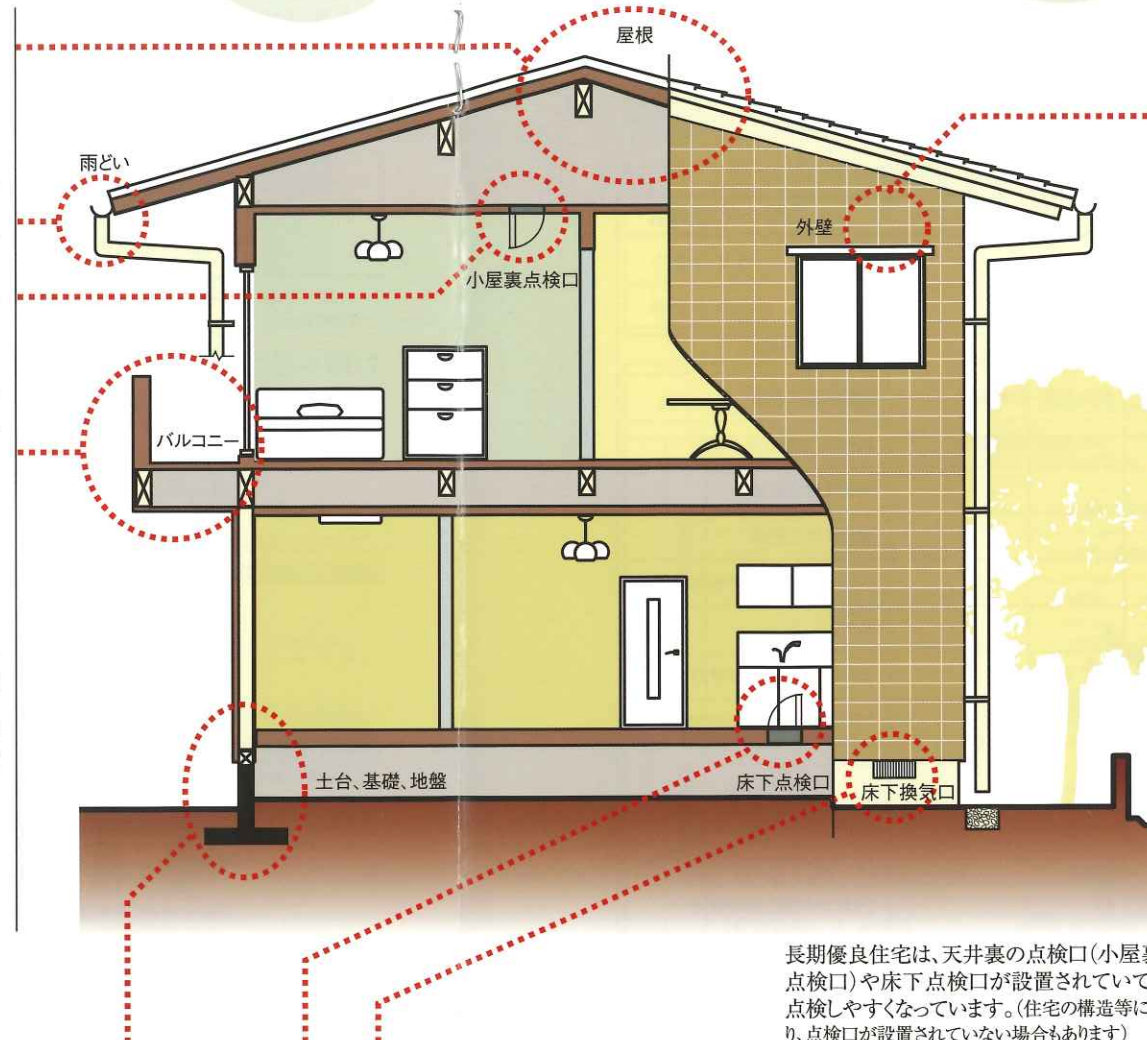 屋根
雨どい
外壁
小屋裏点検口
バルコニー
土台、基礎、地盤
床下点検口
床下換気口
長期優良住宅は、天井裏の点検口(小屋裏
点検口)や床下点検口が設置されていて
点検しやすくなっています。(住宅の構造等に
り、点検口が設置されていない場合もあります)